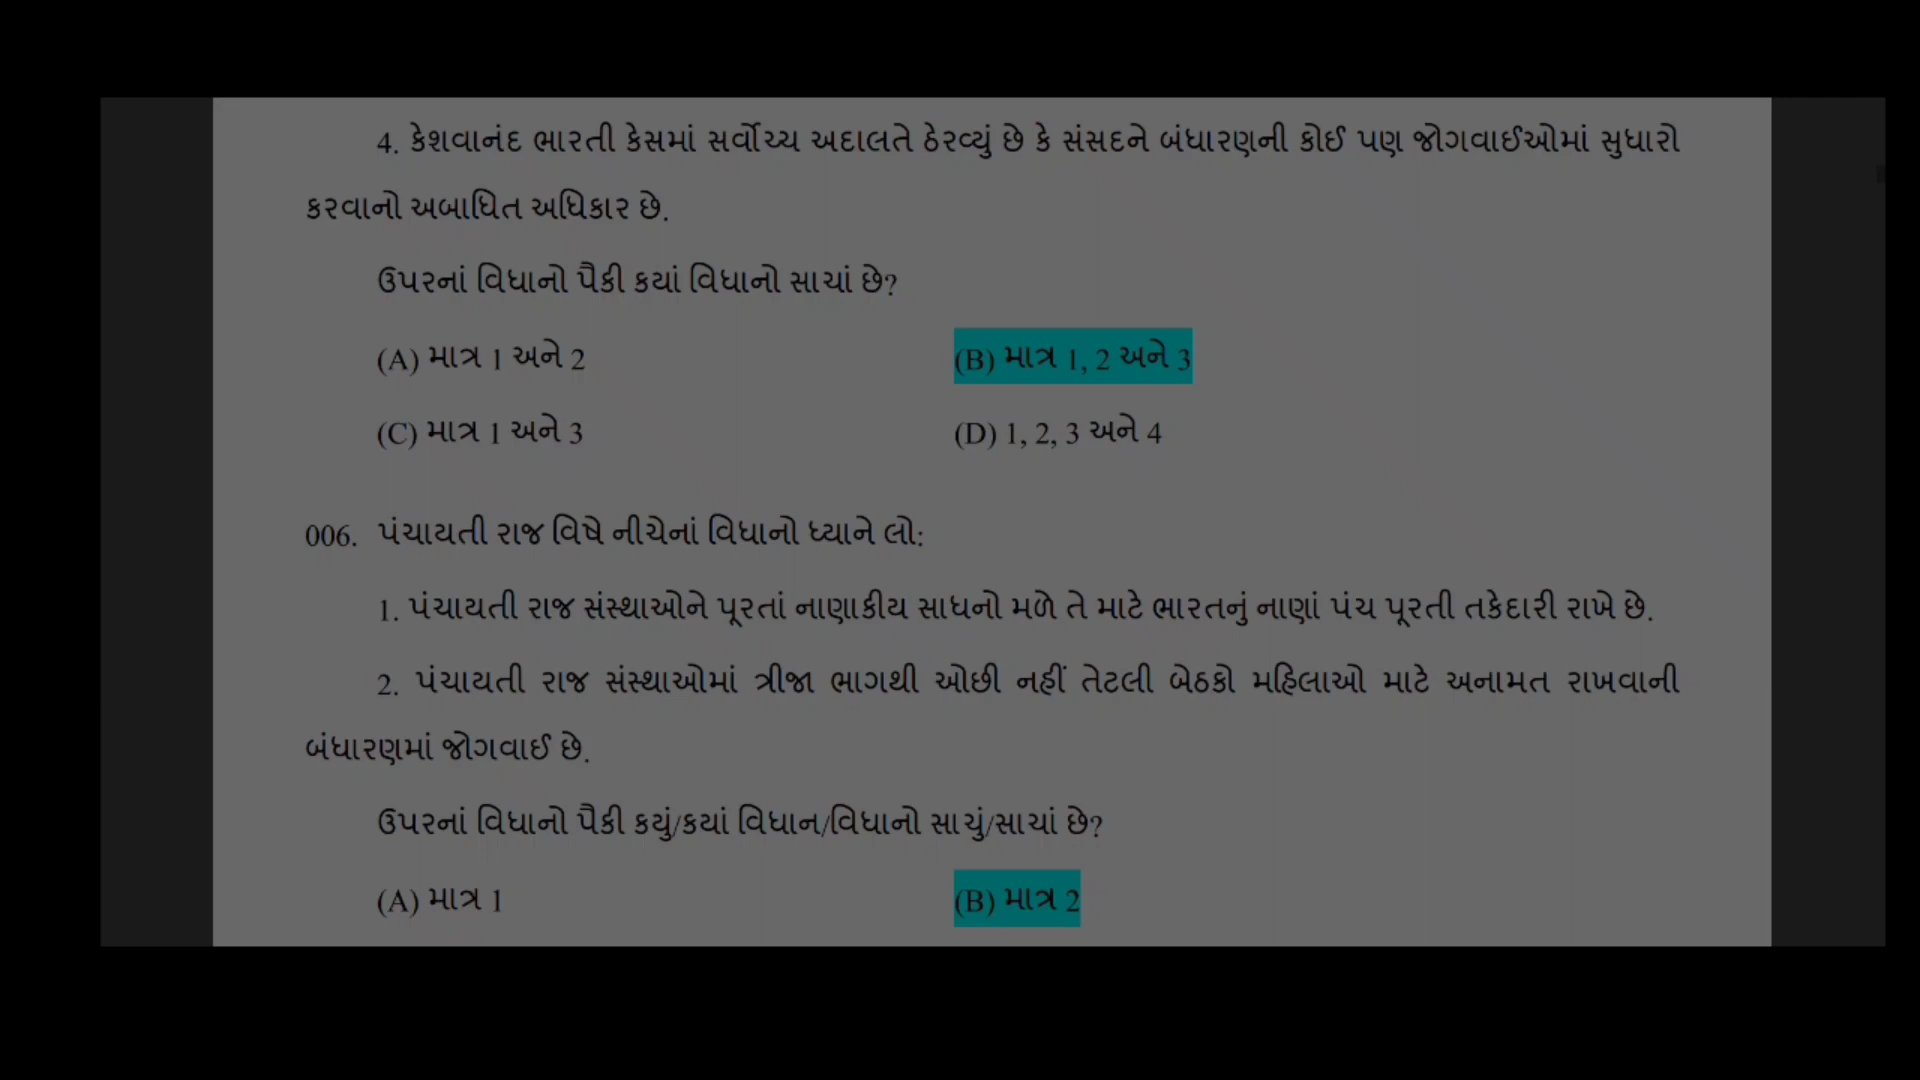 4. કેશવાનંદ ભારતી કેસમાં સર્વોચ્ય અદાલતે ઠેરવ્યું છે કે સંસદને બંધારણની કોઈ પણ જોગવાઈઓમાં સુધારો
કરવાનો અબાધિત અધિકાર છે.
ઉપરનાં વિધાનો પૈકી કયાં વિધાનો સાચાં છે?
(A) માત્ર 1 અને 2 (B) માત્ર 1, 2 અને 3
(C) માત્ર 1 અને 3 (D) 1, 2, 3 અને 4
006. પંચાયતી રાજ વિષે નીચેનાં વિધાનો ધ્યાને લો:
1. પંચાયતી રાજ સંસ્થાઓને પૂરતાં નાણાકીય સાધનો મળે તે માટે ભારતનું નાણાં પંચ પૂરતી તકેદારી રાખે છે.
2. પંચાયતી રાજ સંસ્થાઓમાં ત્રીજા ભાગથી ઓછી નહીં તેટલી બેઠકો મહિલાઓ માટે અનામત રાખવાની
બંધારણમાં જોગવાઈ છે.
ઉપરનાં વિધાનો પૈકી કયું/કયાં વિધાન/વિધાનો સાચું/સાચાં છે?
(A) માત્ર 1 (B) માત્ર 2